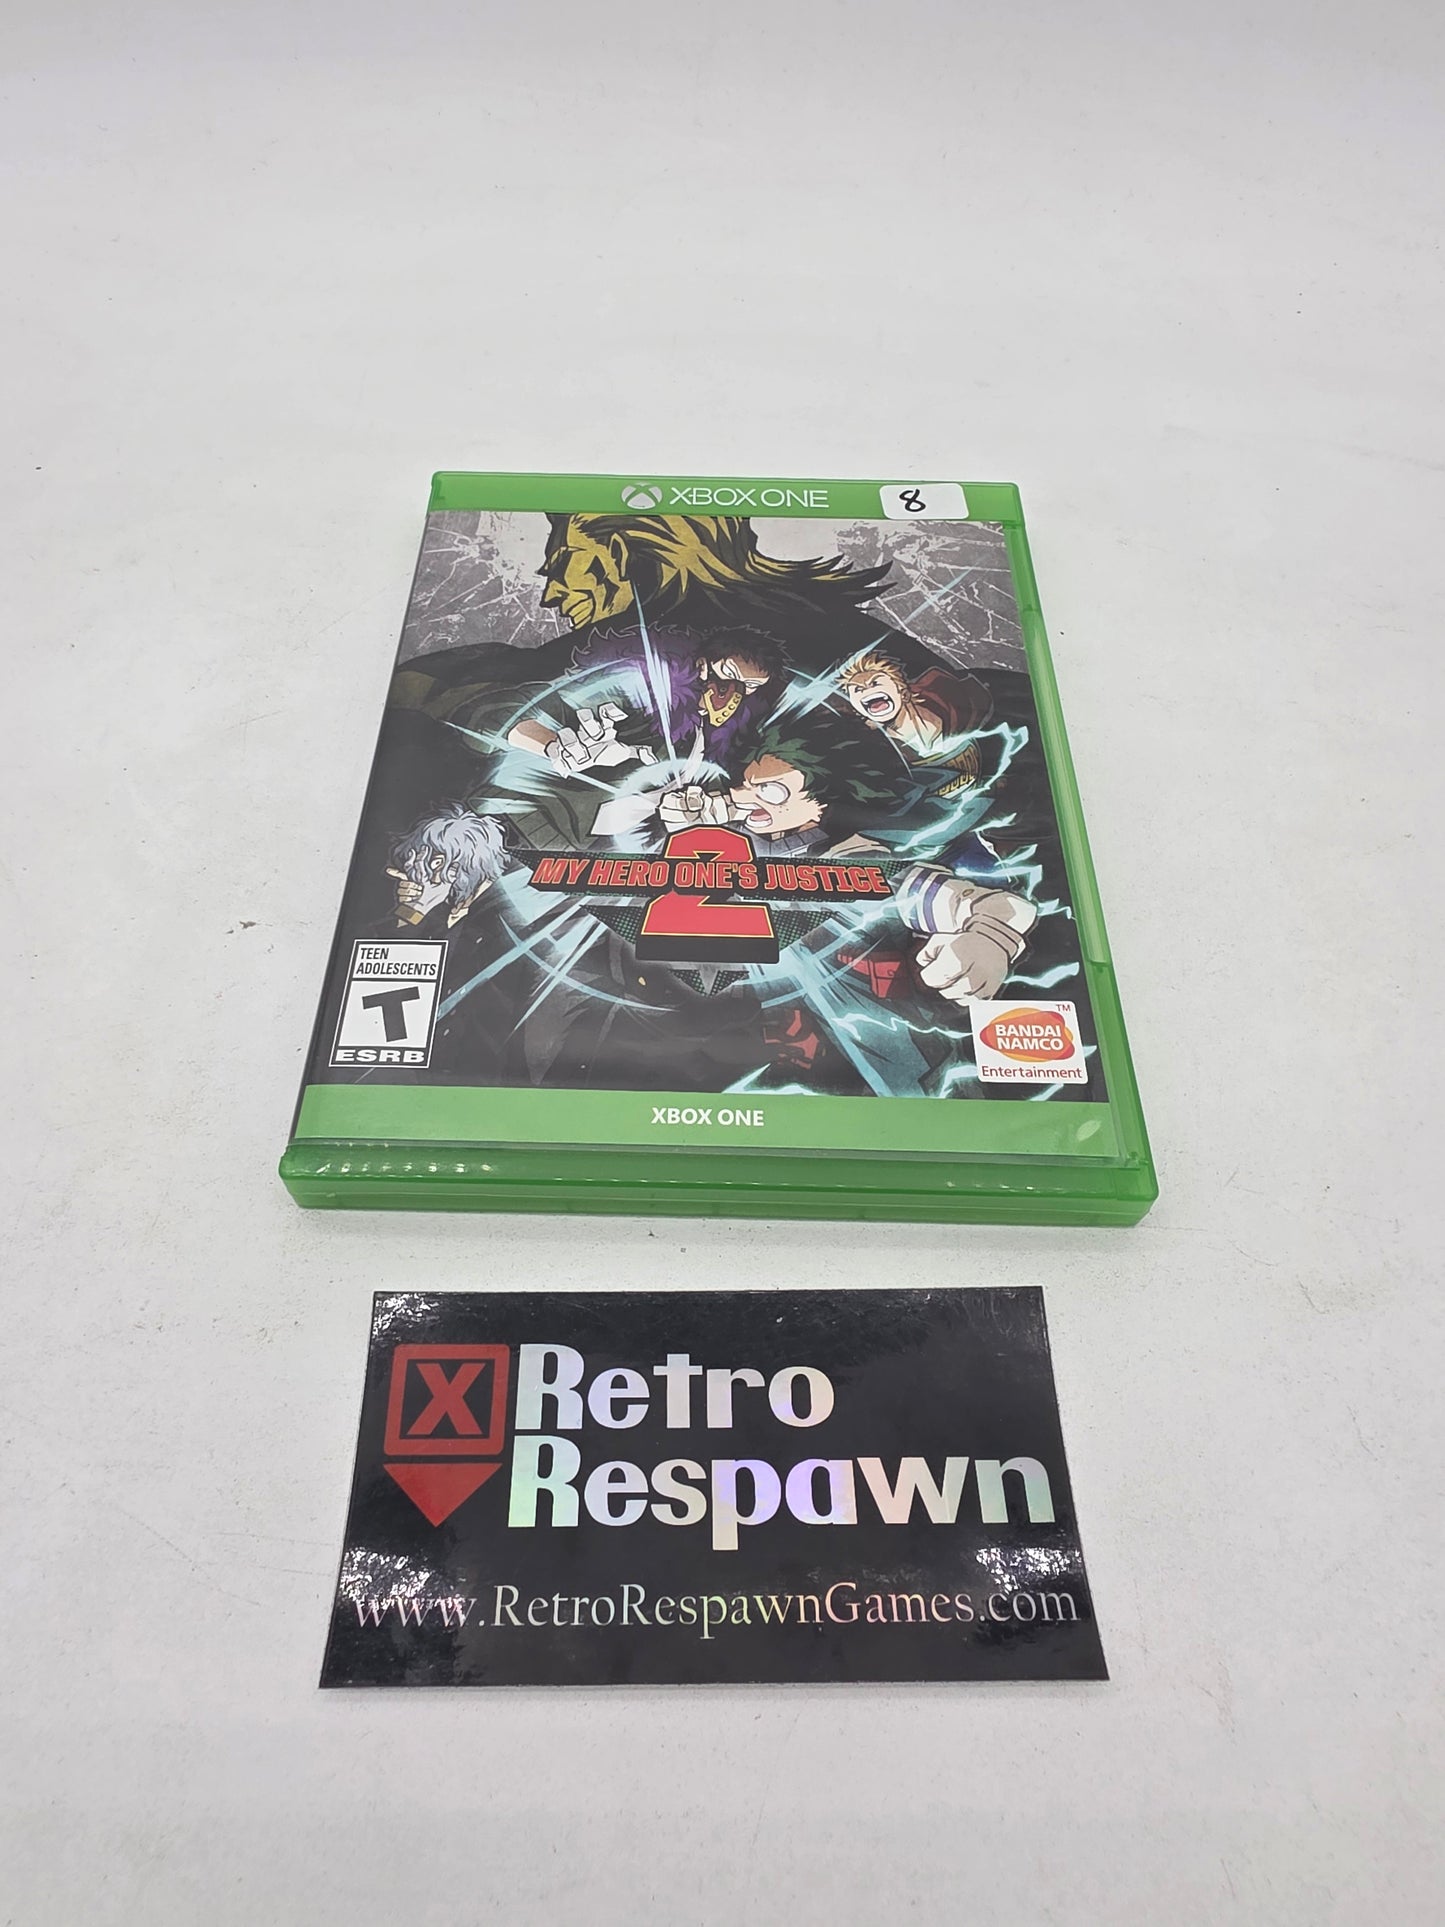 XBOX ONE
8
2
MY HERO ONE'S JUSTICE
TEEN
ADOLESCENTS
T
ESRB
BANDAI
NAMCO
TM
Entertainment
XBOX ONE
X
Retro
Respawn
www.RetroRespawnGames.com